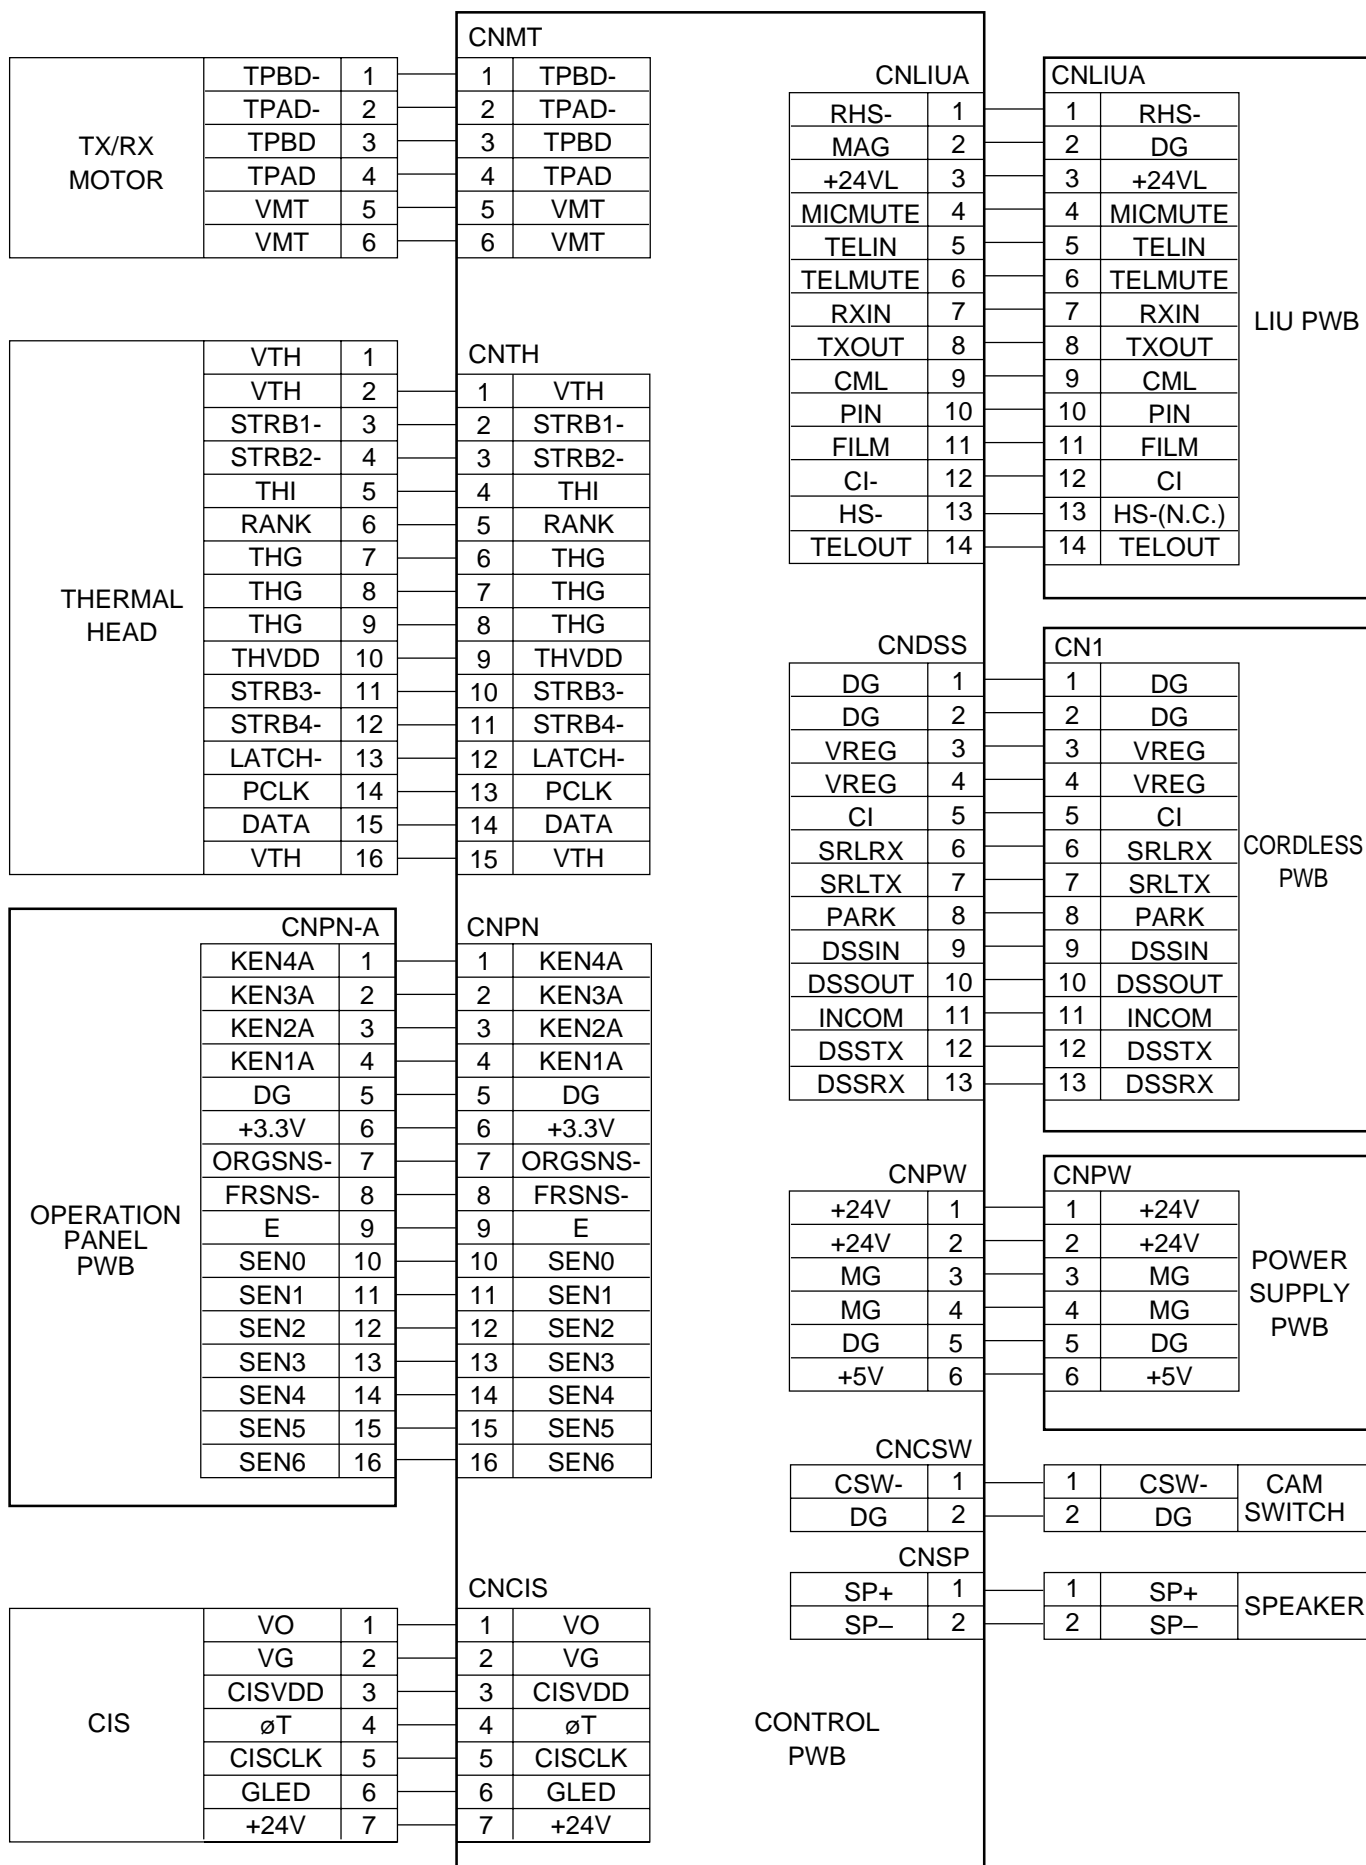 CNMT
TX/RX
MOTOR
TPBD- 1 1 TPBD-
TPAD- 2 2 TPAD-
TPBD 3 3 TPBD
TPAD 4 4 TPAD
VMT 5 5 VMT
VMT 6 6 VMT
THERMAL
HEAD
CNTH
VTH 1
VTH 2 1 VTH
STRB1- 3 2 STRB1-
STRB2- 4 3 STRB2-
THI 5 4 THI
RANK 6 5 RANK
THG 7 6 THG
THG 8 7 THG
THG 9 8 THG
THVDD 10 9 THVDD
STRB3- 11 10 STRB3-
STRB4- 12 11 STRB4-
LATCH- 13 12 LATCH-
PCLK 14 13 PCLK
DATA 15 14 DATA
VTH 16 15 VTH
OPERATION
PANEL
PWB
CNPN-A CNPN
KEN4A 1 1 KEN4A
KEN3A 2 2 KEN3A
KEN2A 3 3 KEN2A
KEN1A 4 4 KEN1A
DG 5 5 DG
+3.3V 6 6 +3.3V
ORGSNS- 7 7 ORGSNS-
FRSNS- 8 8 FRSNS-
E 9 9 E
SEN0 10 10 SEN0
SEN1 11 11 SEN1
SEN2 12 12 SEN2
SEN3 13 13 SEN3
SEN4 14 14 SEN4
SEN5 15 15 SEN5
SEN6 16 16 SEN6
CIS
CNCIS
VO 1 1 VO
VG 2 2 VG
CISVDD 3 3 CISVDD
øT 4 4 øT
CISCLK 5 5 CISCLK
GLED 6 6 GLED
+24V 7 7 +24V
CNLIUA CNLIUA
RHS- 1 1 RHS-
MAG 2 2 DG
+24VL 3 3 +24VL
MICMUTE 4 4 MICMUTE
TELIN 5 5 TELIN
TELMUTE 6 6 TELMUTE
RXIN 7 7 RXIN
TXOUT 8 8 TXOUT
CML 9 9 CML
PIN 10 10 PIN
FILM 11 11 FILM
CI- 12 12 CI
HS- 13 13 HS-(N.C.)
TELOUT 14 14 TELOUT
LIU PWB
CNDSS CN1
DG 1 1 DG
DG 2 2 DG
VREG 3 3 VREG
VREG 4 4 VREG
CI 5 5 CI
SRLRX 6 6 SRLRX
SRLTX 7 7 SRLTX
PARK 8 8 PARK
DSSIN 9 9 DSSIN
DSSOUT 10 10 DSSOUT
INCOM 11 11 INCOM
DSSTX 12 12 DSSTX
DSSRX 13 13 DSSRX
CORDLESS
PWB
CNPW CNPW
+24V 1 1 +24V
+24V 2 2 +24V
MG 3 3 MG
MG 4 4 MG
DG 5 5 DG
+5V 6 6 +5V
POWER
SUPPLY
PWB
CNCSW
CSW- 1 1 CSW-
DG 2 2 DG
CAM
SWITCH
CNSP
SP+ 1 1 SP+
SP– 2 2 SP–
SPEAKER
CONTROL
PWB